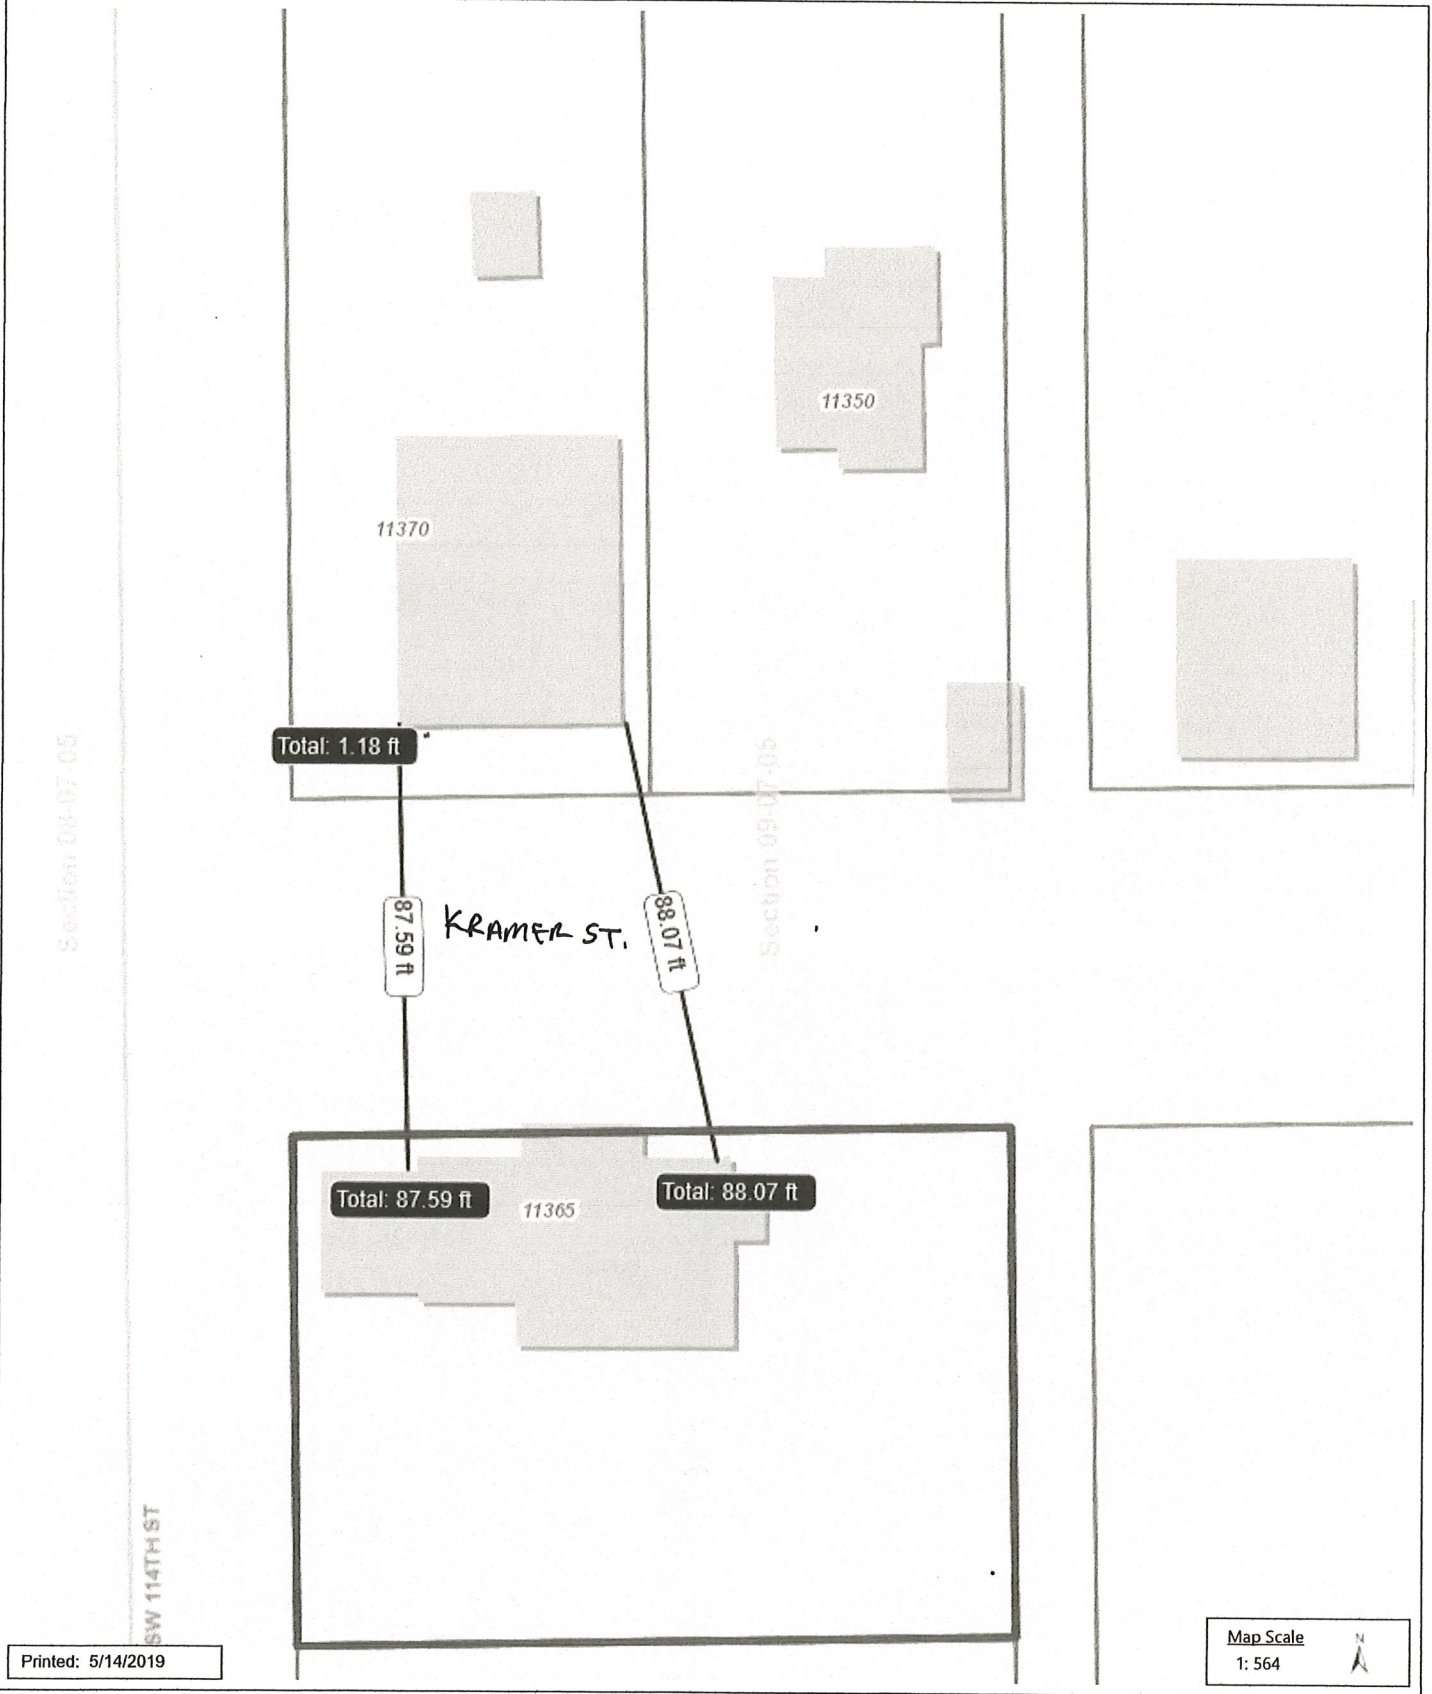 11350
11370
Total: 1.18 ft
Section 08-07-05
Section 09-07-05
87.59 ft
KRAMER ST.
88.07 ft
Total: 87.59 ft
Total: 88.07 ft
11365
SW 114TH ST
Printed: 5/14/2019
Map Scale
1: 564
N